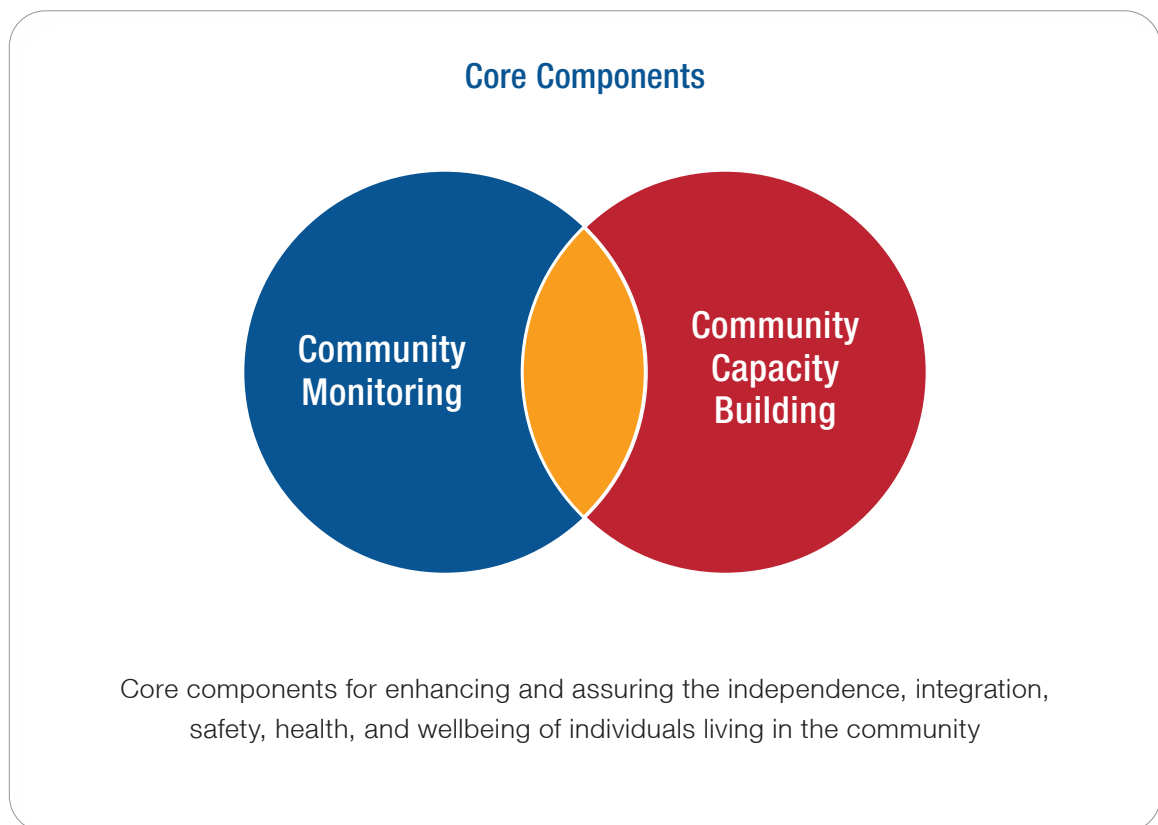 Core Components
Community
Monitoring
Community
Capacity
Building
Core components for enhancing and assuring the independence, integration,
safety, health, and wellbeing of individuals living in the community